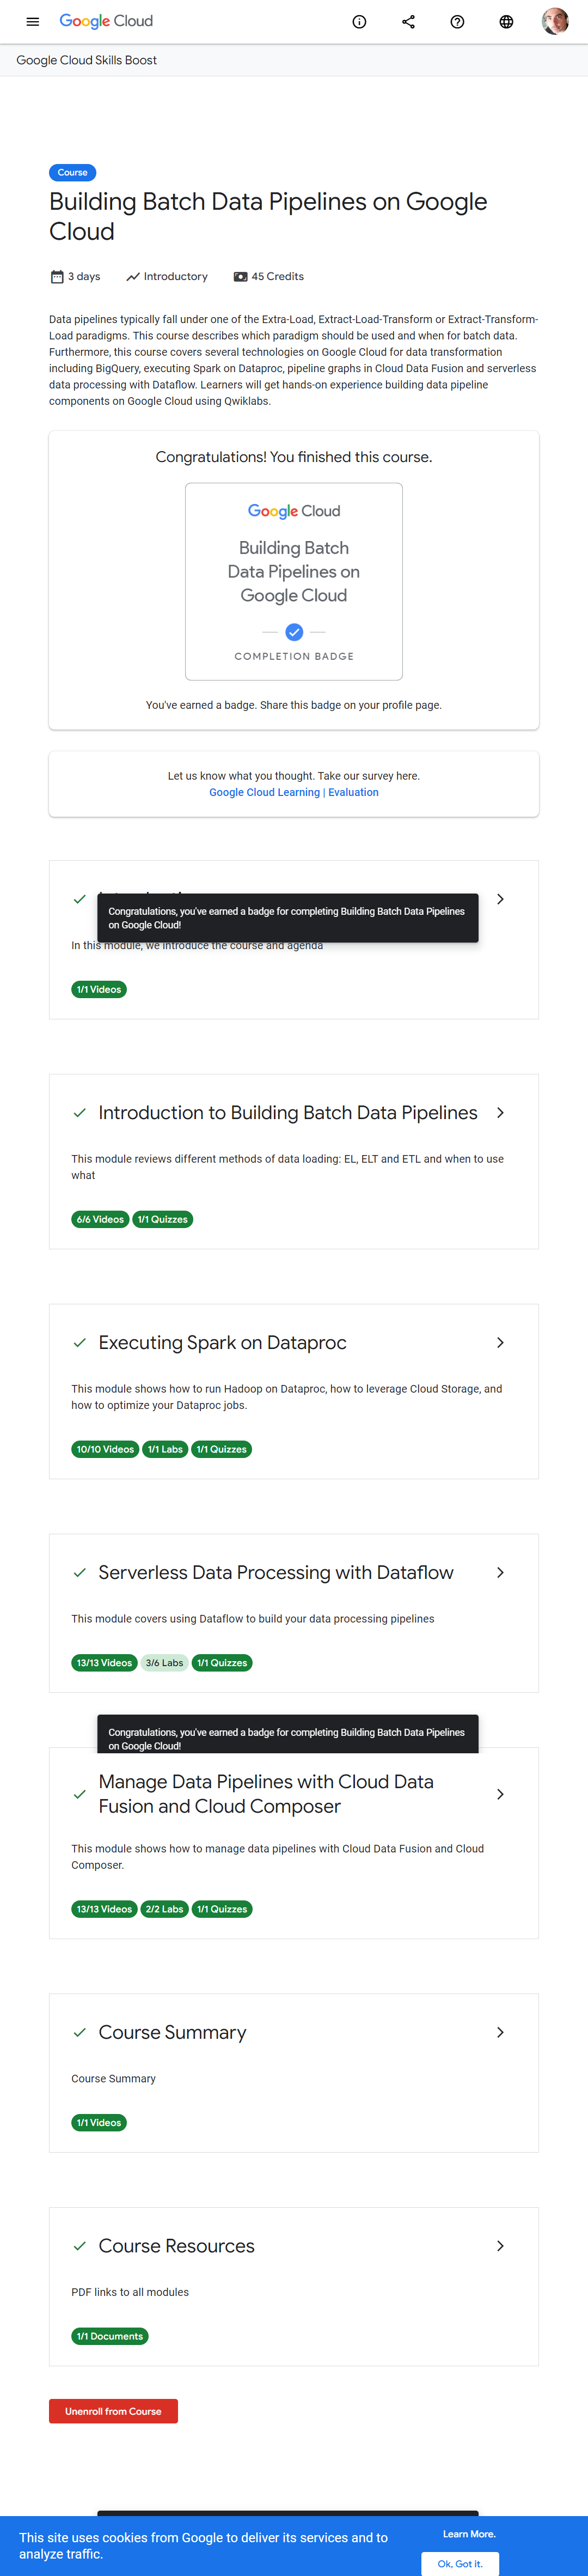 Google Cloud
Google Cloud Skills Boost
Course
Building Batch Data Pipelines on Google
Cloud
3 days
Introductory
45 Credits
Data pipelines typically fall under one of the Extra-Load, Extract-Load-Transform or Extract-Transform-
Load paradigms. This course describes which paradigm should be used and when for batch data.
Furthermore, this course covers several technologies on Google Cloud for data transformation
including BigQuery, executing Spark on Dataproc, pipeline graphs in Cloud Data Fusion and serverless
data processing with Dataflow. Learners will get hands-on experience building data pipeline
components on Google Cloud using Qwiklabs.
Congratulations! You finished this course.
Google Cloud
Building Batch
Data Pipelines on
Google Cloud
COMPLETION BADGE
You've earned a badge. Share this badge on your profile page.
Let us know what you thought. Take our survey here.
Google Cloud Learning | Evaluation
Congratulations, you've earned a badge for completing Building Batch Data Pipelines
on Google Cloud!
In this module, we introduce the course and agenda
1/1 Videos
Introduction to Building Batch Data Pipelines
This module reviews different methods of data loading: EL, ELT and ETL and when to use
what
6/6 Videos
1/1 Quizzes
Executing Spark on Dataproc
This module shows how to run Hadoop on Dataproc, how to leverage Cloud Storage, and
how to optimize your Dataproc jobs.
10/10 Videos
1/1 Labs
1/1 Quizzes
Serverless Data Processing with Dataflow
This module covers using Dataflow to build your data processing pipelines
13/13 Videos
3/6 Labs
1/1 Quizzes
Congratulations, you've earned a badge for completing Building Batch Data Pipelines
on Google Cloud!
Manage Data Pipelines with Cloud Data
Fusion and Cloud Composer
This module shows how to manage data pipelines with Cloud Data Fusion and Cloud
Composer.
13/13 Videos
2/2 Labs
1/1 Quizzes
Course Summary
Course Summary
1/1 Videos
Course Resources
PDF links to all modules
1/1 Documents
Unenroll from Course
This site uses cookies from Google to deliver its services and to
analyze traffic.
Learn More.
Ok, Got it.